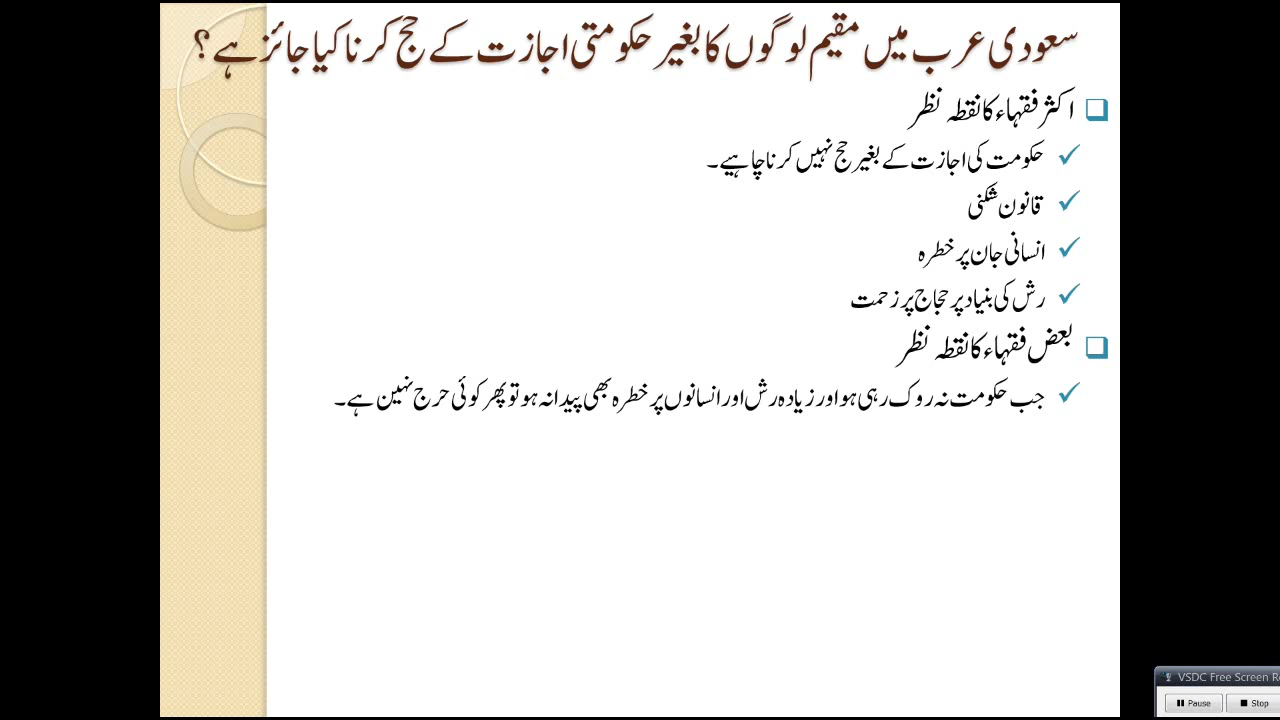 سعودی عرب میں مقیم لوگوں کا بغیر حکومتی اجازت کے حج کرنا کیا جائز ہے؟
اکثر فقہاء کا نقطہ نظر
حکومت کی اجازت کے بغیر حج نہیں کرنا چاہیے۔
قانون شکنی
انسانی جان پر خطرہ
رش کی بنیاد پر حجاج پر زحمت
بعض فقہاء کا نقطہ نظر
جب حکومت نہ روک رہی ہو اور زیادہ رش اور انسانوں پر خطرہ بھی پیدا نہ ہو تو پھر کوئی حرج نہین ہے۔
VSDC Free Screen Re
Pause
Stop